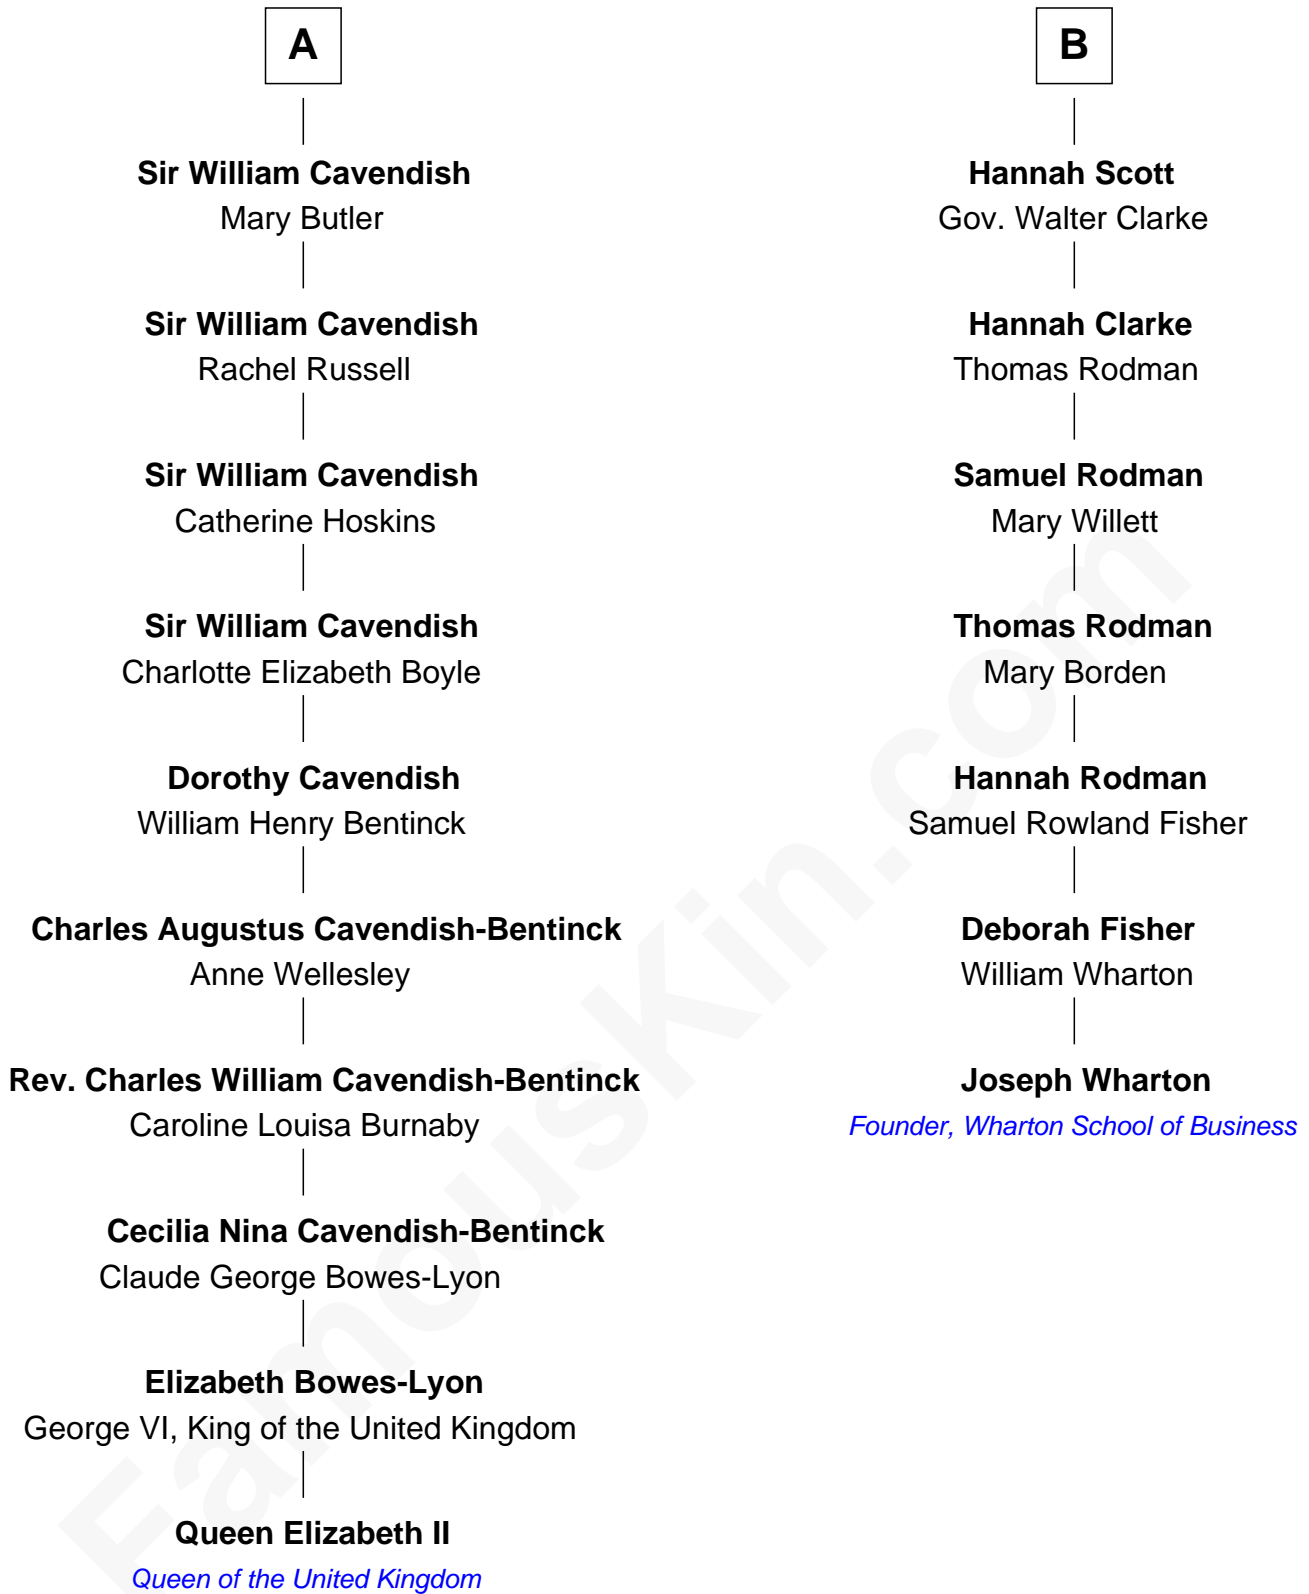 A
Sir William Cavendish
Mary Butler
Sir William Cavendish
Rachel Russell
Sir William Cavendish
Catherine Hoskins
Sir William Cavendish
Charlotte Elizabeth Boyle
Dorothy Cavendish
William Henry Bentinck
Charles Augustus Cavendish-Bentinck
Anne Wellesley
Rev. Charles William Cavendish-Bentinck
Caroline Louisa Burnaby
Cecilia Nina Cavendish-Bentinck
Claude George Bowes-Lyon
Elizabeth Bowes-Lyon
George VI, King of the United Kingdom
Queen Elizabeth II
Queen of the United Kingdom
B
Hannah Scott
Gov. Walter Clarke
Hannah Clarke
Thomas Rodman
Samuel Rodman
Mary Willett
Thomas Rodman
Mary Borden
Hannah Rodman
Samuel Rowland Fisher
Deborah Fisher
William Wharton
Joseph Wharton
Founder, Wharton School of Business
FamousKin.com